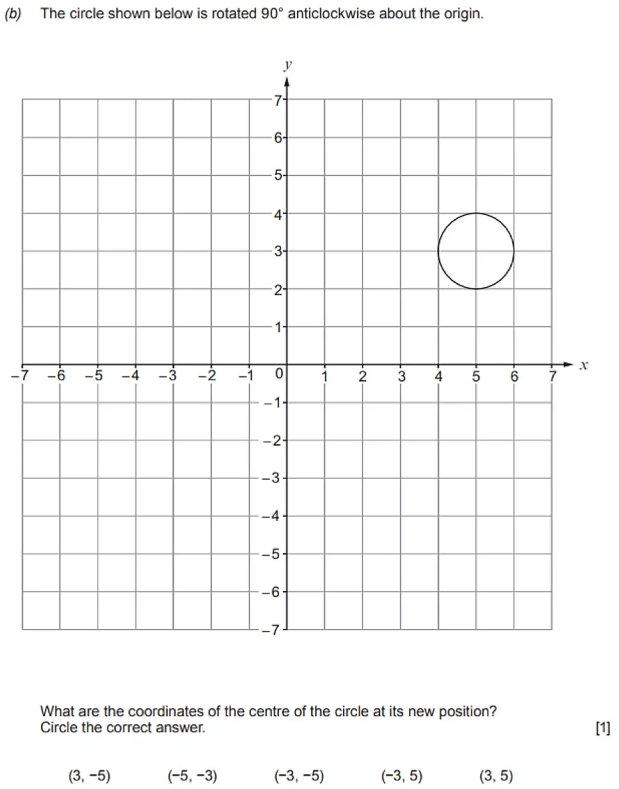 (b) The circle shown below is rotated 90° anticlockwise about the origin.
y
7
6
5
4
3
2
1
−7 −6 −5 −4 −3 −2 −1 0 1 2 3 4 5 6 7 x
−1
−2
−3
−4
−5
−6
−7
What are the coordinates of the centre of the circle at its new position?
Circle the correct answer. [1]
(3, −5) (−5, −3) (−3, −5) (−3, 5) (3, 5)